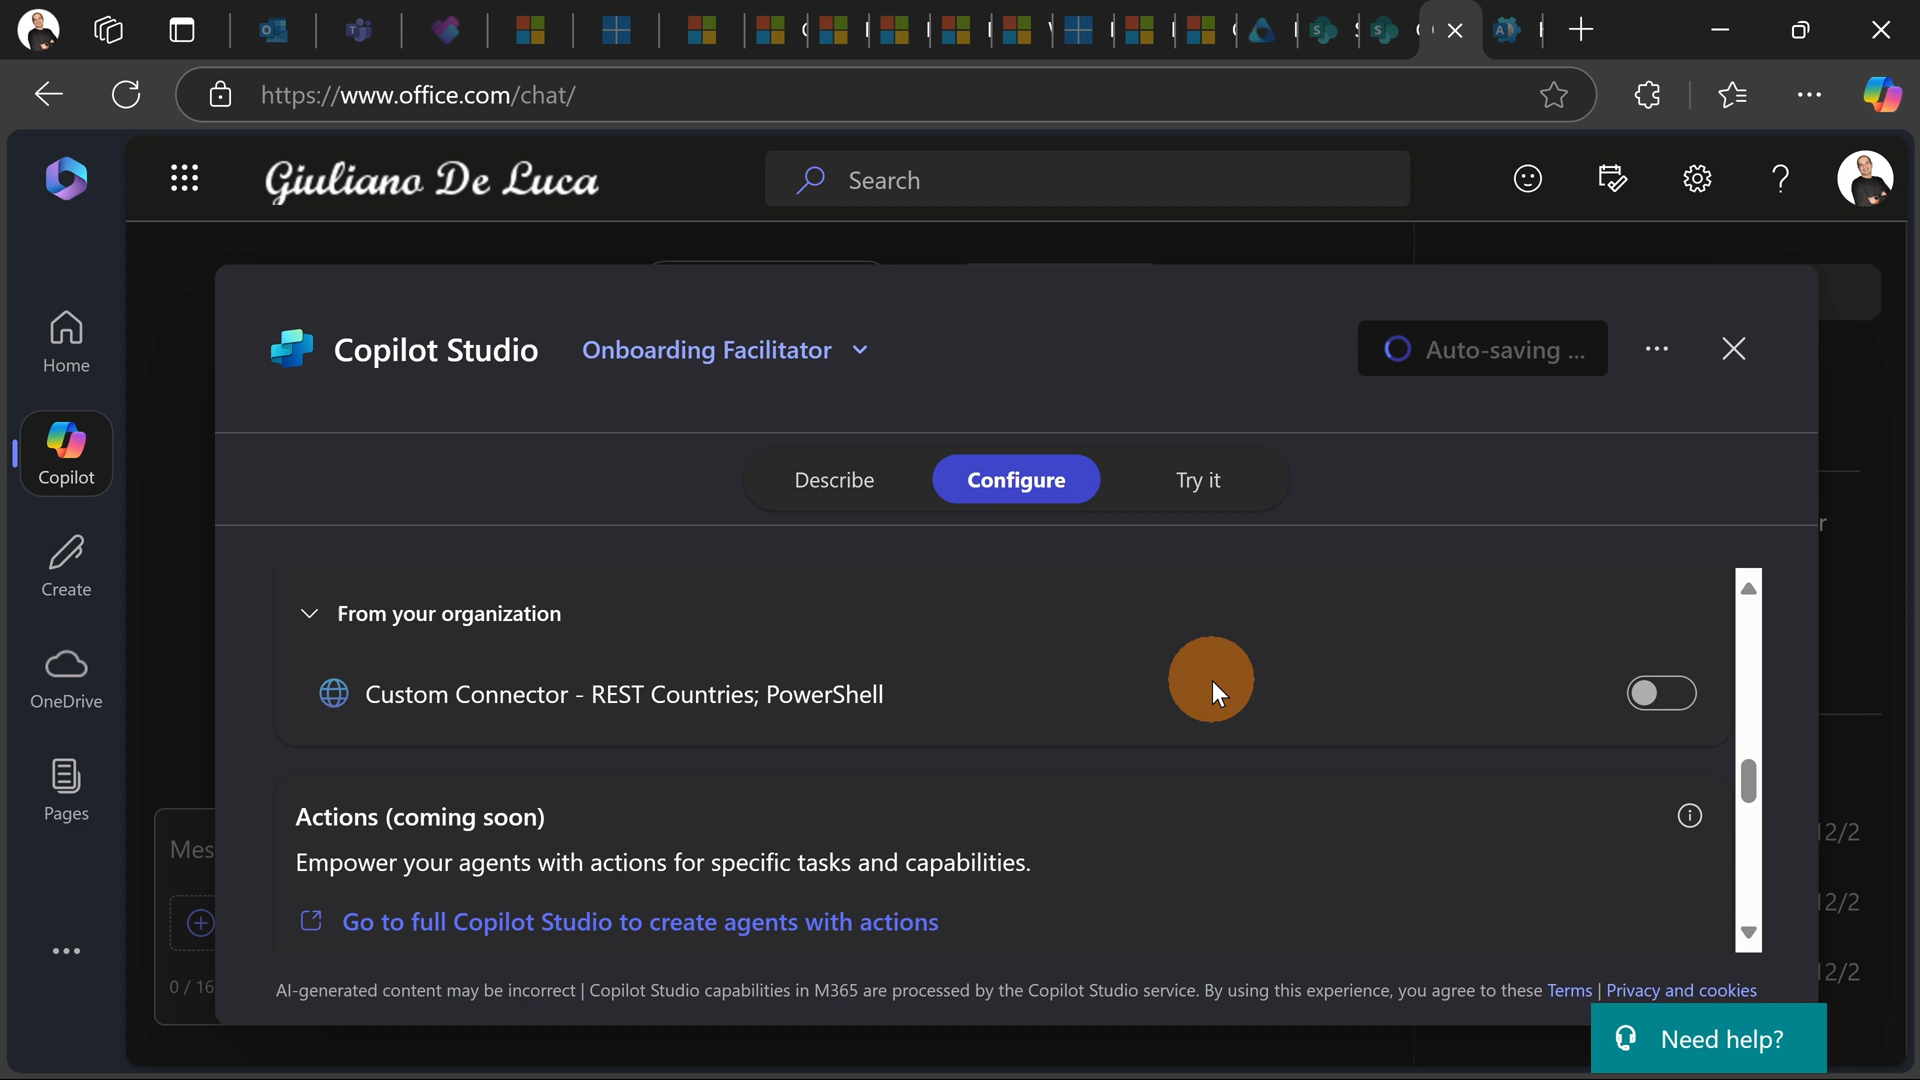 https://www.office.com/chat/
Giuliano De Luca
Search
Home
Copilot
Create
OneDrive
Pages
Copilot Studio
Onboarding Facilitator
Auto-saving ...
Describe
Configure
Try it
From your organization
Custom Connector - REST Countries; PowerShell
Actions (coming soon)
Empower your agents with actions for specific tasks and capabilities.
Go to full Copilot Studio to create agents with actions
Mes
0 / 16
12/2
12/2
12/2
AI-generated content may be incorrect | Copilot Studio capabilities in M365 are processed by the Copilot Studio service. By using this experience, you agree to these Terms | Privacy and cookies
Need help?